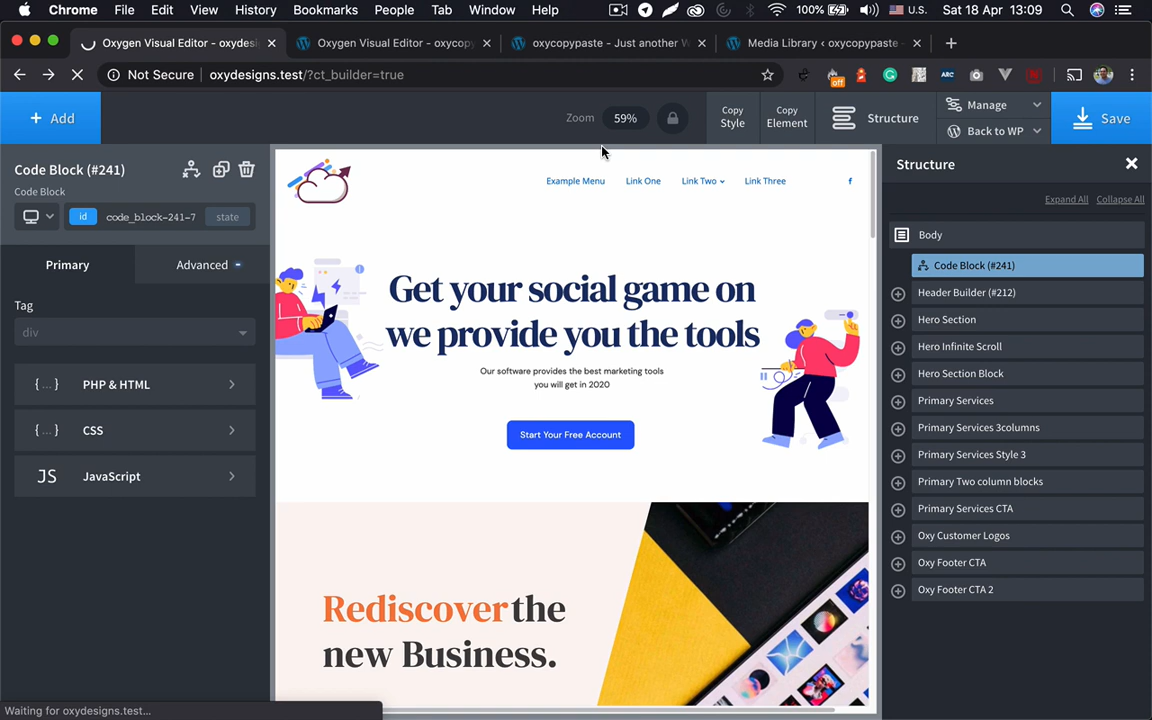 Chrome File Edit View History Bookmarks People Tab Window Help 100% U.S. Sat 18 Apr 13:09
Oxygen Visual Editor - oxydesi Oxygen Visual Editor - oxycop oxycopypaste - Just another W Media Library ‹ oxycopypaste -
Not Secure oxydesigns.test/?ct_builder=true
off ARC
+ Add
Zoom 59%
Copy Style
Copy Element
Structure
Manage
Back to WP
Save
Code Block (#241)
Code Block
id code_block-241-7 state
Primary Advanced
Tag
div
{...} PHP & HTML
{...} CSS
JS JavaScript
Example Menu Link One Link Two Link Three f
Get your social game on
we provide you the tools
Our software provides the best marketing tools
you will get in 2020
Start Your Free Account
Rediscover the
new Business.
Structure
Expand All Collapse All
Body
Code Block (#241)
Header Builder (#212)
Hero Section
Hero Infinite Scroll
Hero Section Block
Primary Services
Primary Services 3columns
Primary Services Style 3
Primary Two column blocks
Primary Services CTA
Oxy Customer Logos
Oxy Footer CTA
Oxy Footer CTA 2
Waiting for oxydesigns.test...